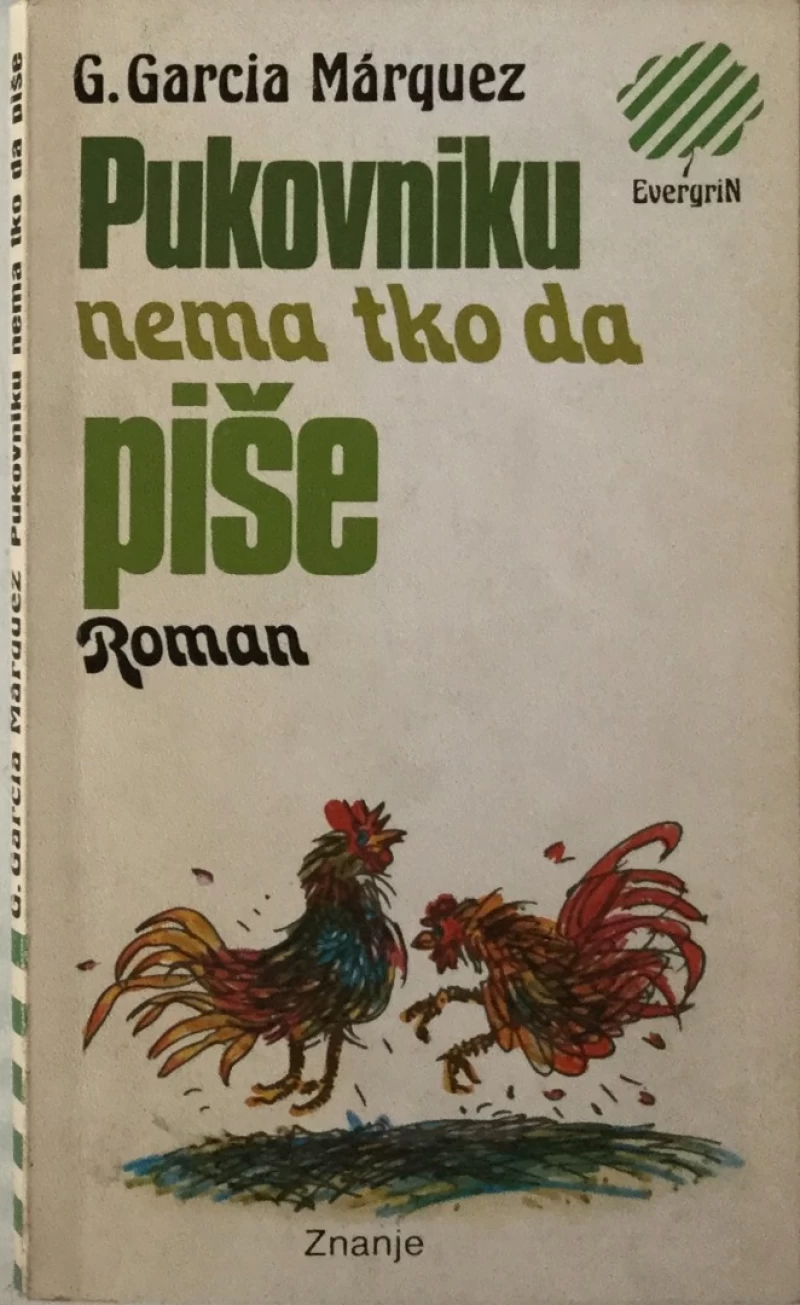 G. Garcia Márquez
EvergriN
Pukovniku
nema tko da
piše
Roman
Znanje
G. Garcia Márquez Pukovniku nema tko da piše